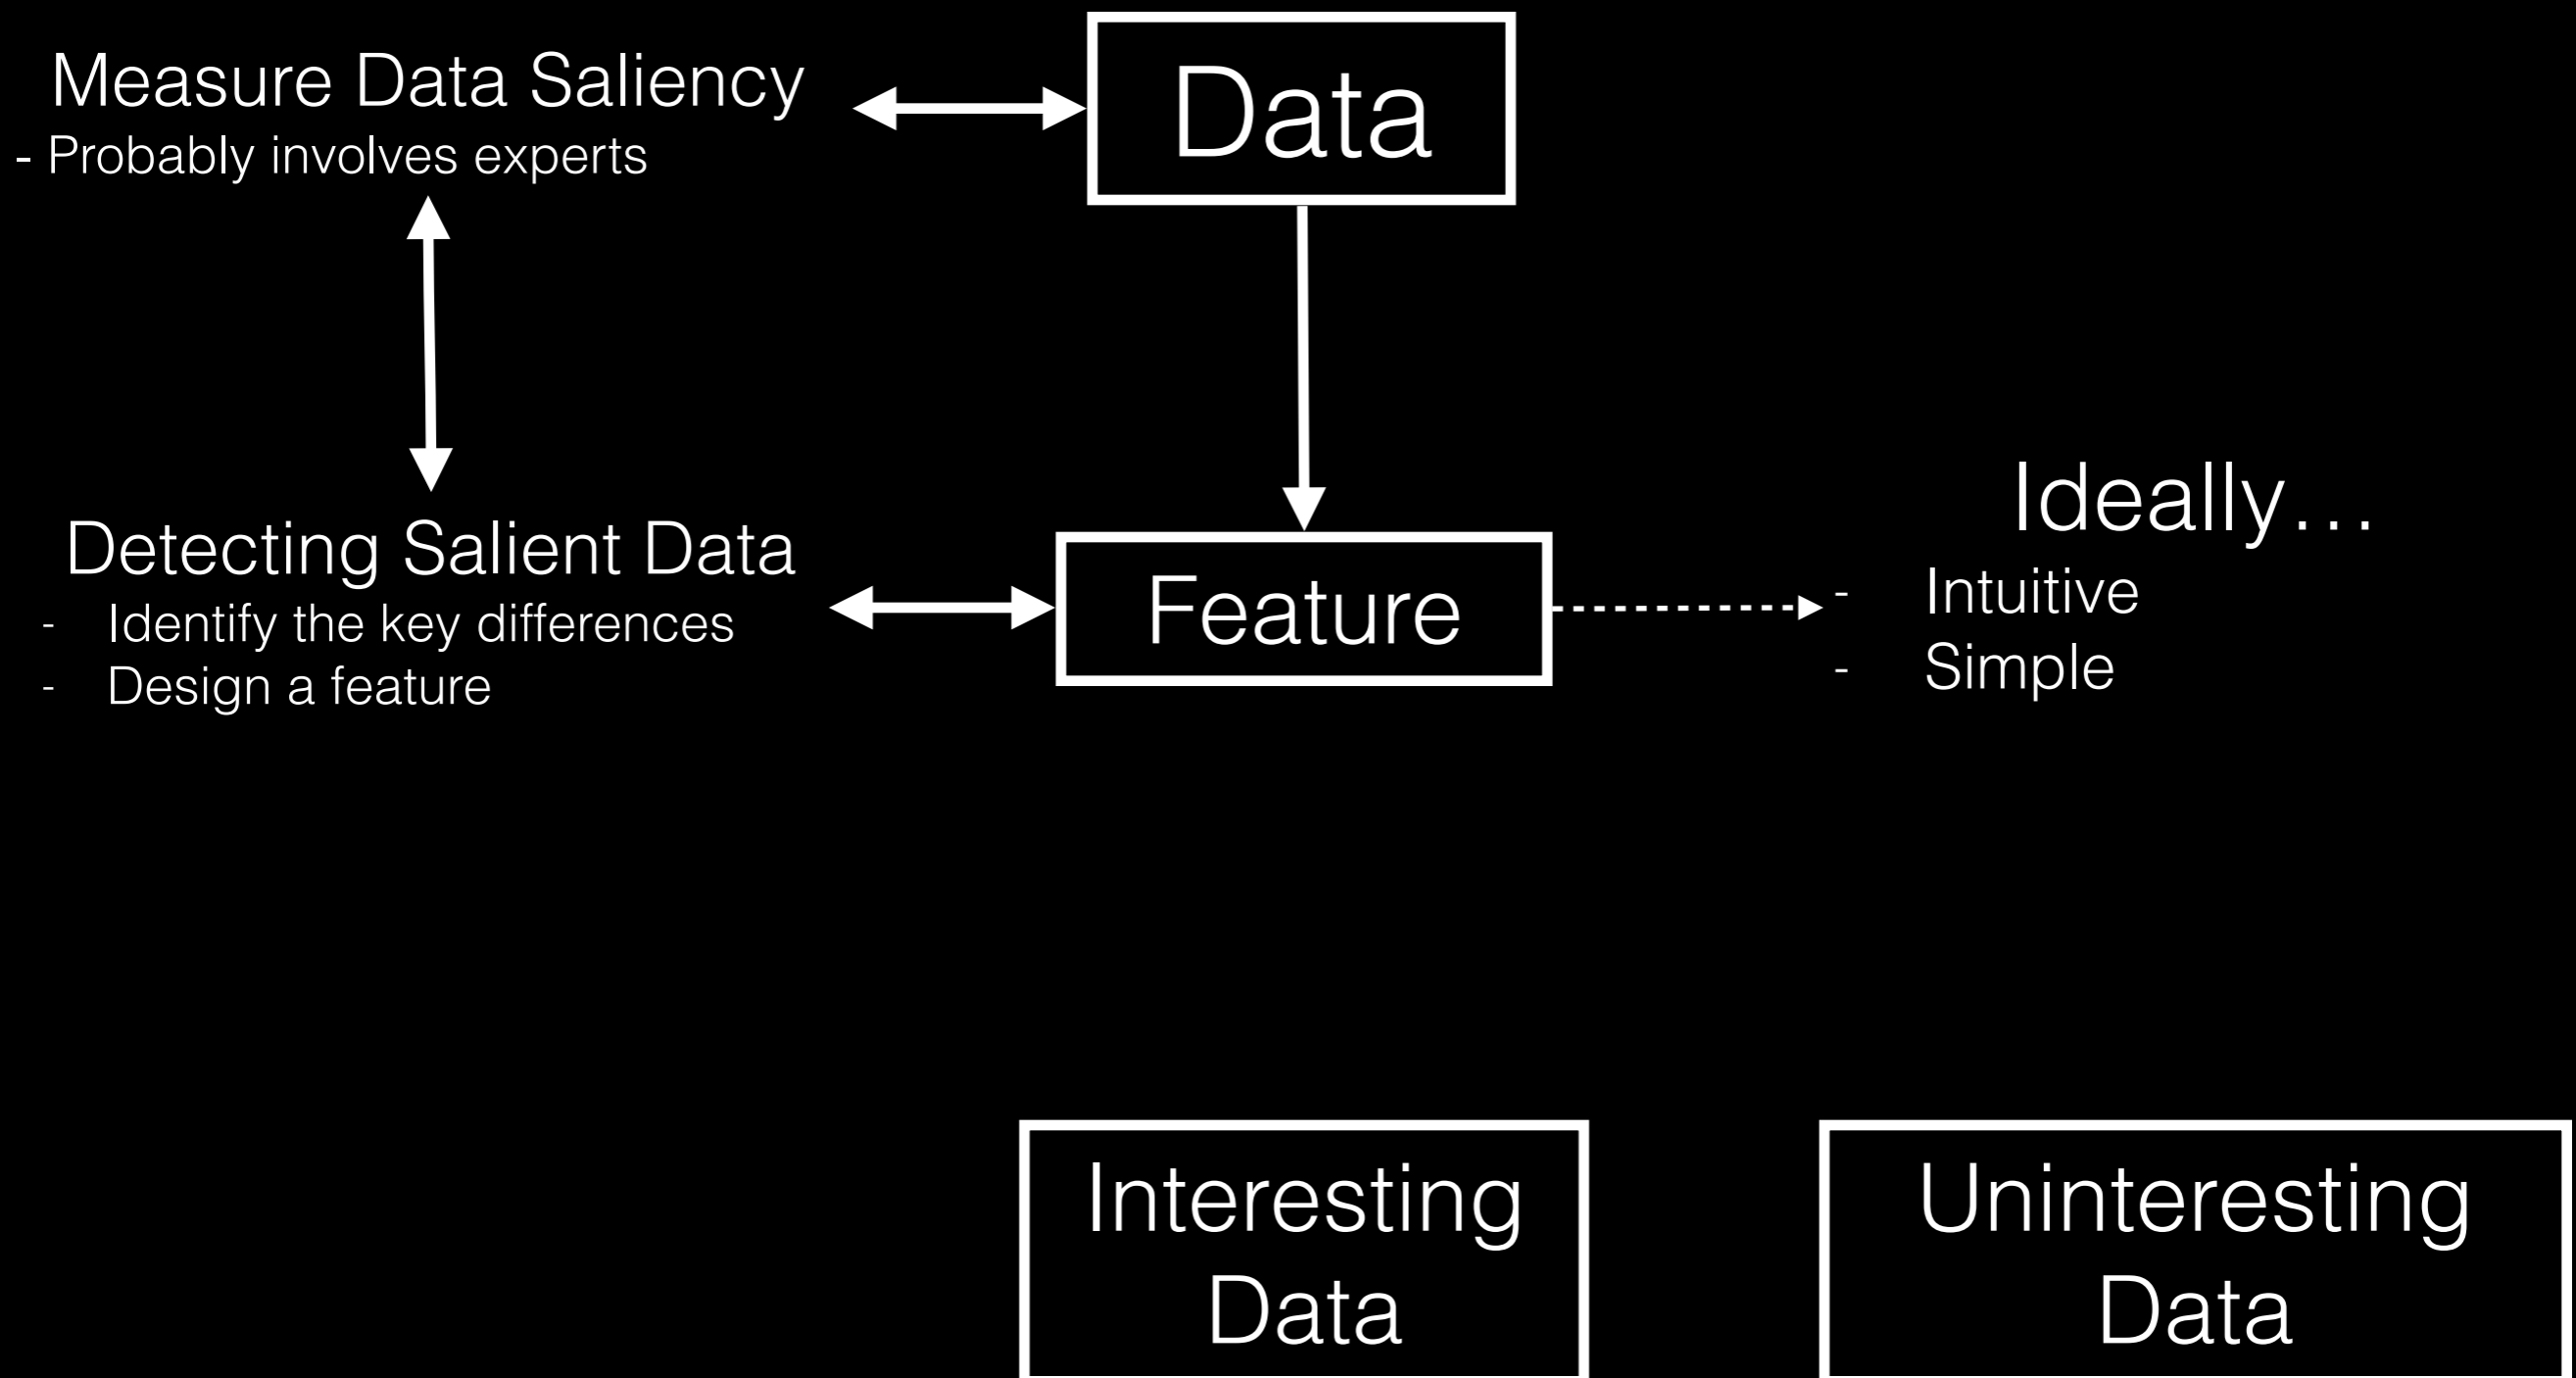 Measure Data Saliency
- Probably involves experts
Data
Detecting Salient Data
- Identify the key differences
- Design a feature
Feature
Ideally…
- Intuitive
- Simple
Interesting
Data
Uninteresting
Data